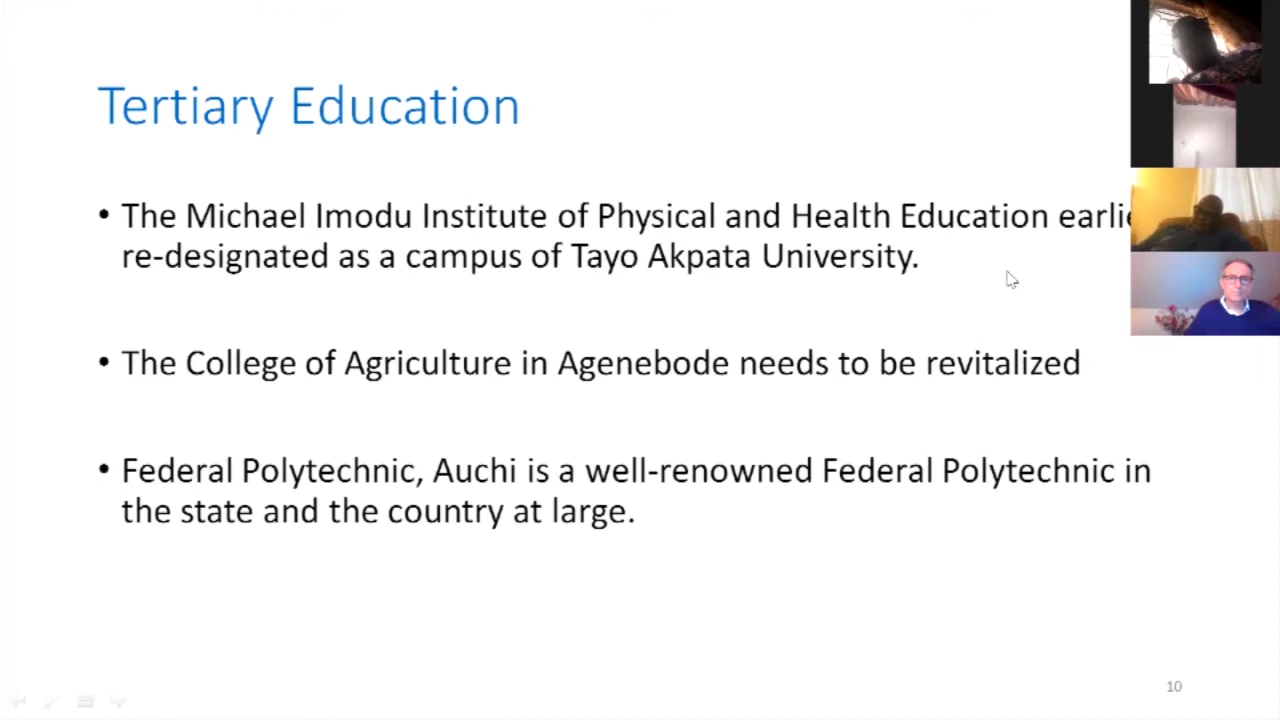 Tertiary Education
• The Michael Imodu Institute of Physical and Health Education
re-designated as a campus of Tayo Akpata University.
• The College of Agriculture in Agenebode needs to be revitalized
• Federal Polytechnic, Auchi is a well-renowned Federal Polytechnic in
the state and the country at large.
10